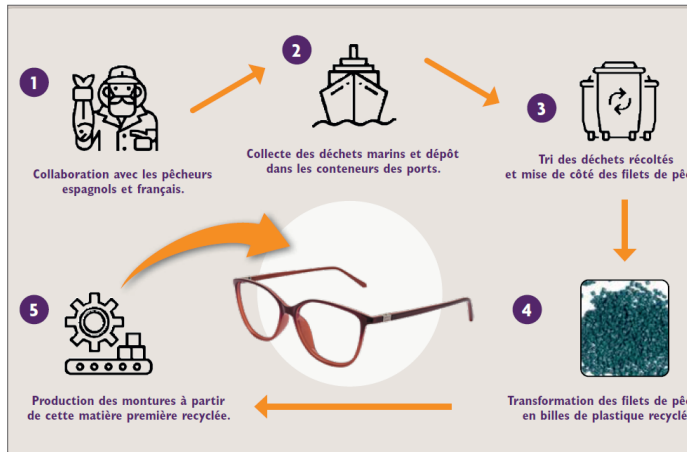 1
Collaboration avec les pêcheurs
espagnols et français.
2
Collecte des déchets marins et dépôt
dans les conteneurs des ports.
3
Tri des déchets récoltés
et mise de côté des filets de
4
Transformation des filets de
en billes de plastique
5
Production des montures à partir
de cette matière première recyclée.